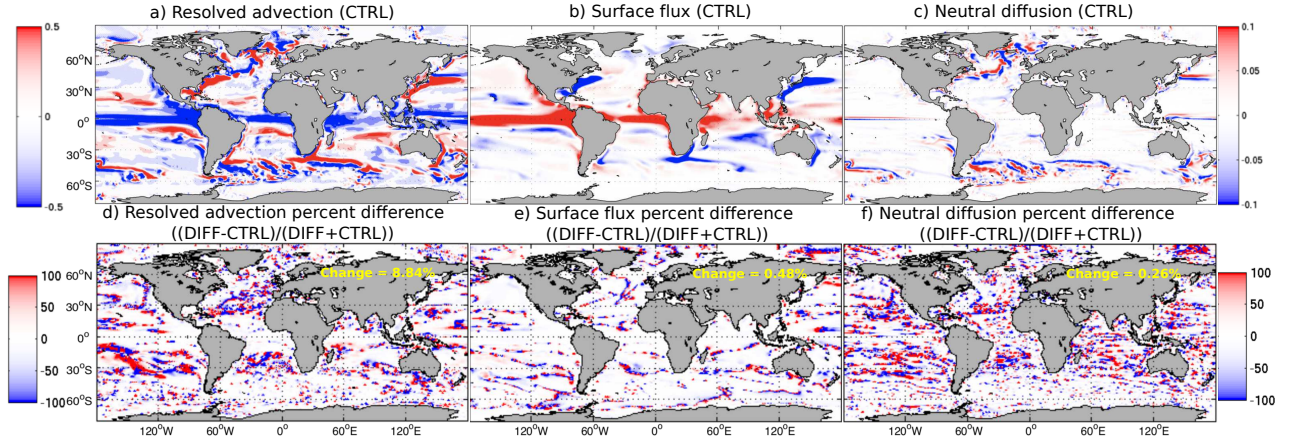 a) Resolved advection (CTRL) b) Surface flux (CTRL) c) Neutral diffusion (CTRL)
0.5
0
-0.5
60°N
30°N
0°
30°S
60°S
0.1
0.05
0
-0.05
-0.1
d) Resolved advection percent difference e) Surface flux percent difference f) Neutral diffusion percent difference
((DIFF-CTRL)/(DIFF+CTRL)) ((DIFF-CTRL)/(DIFF+CTRL)) ((DIFF-CTRL)/(DIFF+CTRL))
Change = 8.84% Change = 0.48% Change = 0.26%
100
50
0
-50
-100
60°N
30°N
0°
30°S
60°S
100
50
0
-50
-100
120°W 60°W 0° 60°E 120°E 120°W 60°W 0° 60°E 120°E 120°W 60°W 0° 60°E 120°E